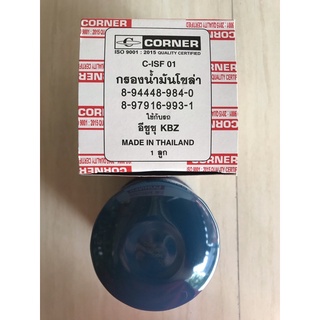 CORNER
ISO 9001 : 2015 QUALITY CERTIFIED
C-ISF 01
กรองน้ำมันโซล่า
8-94448-984-0
8-97916-993-1
ใช้กับรถ
อีซูซุ KBZ
MADE IN THAILAND
1 ลูก